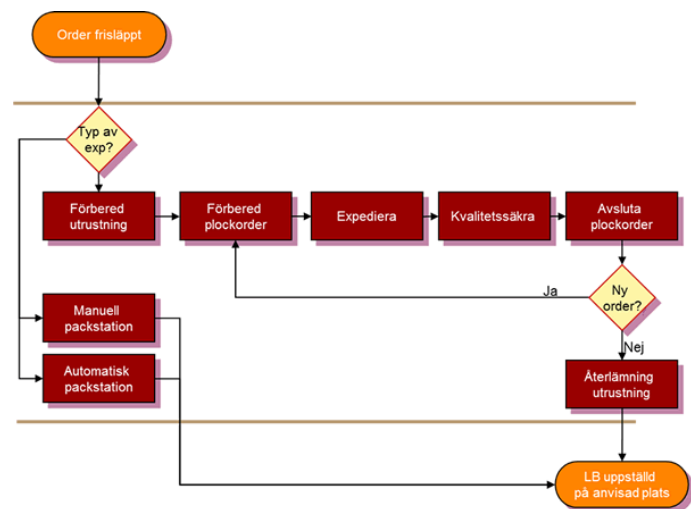 Order frisläppt
Typ av
exp?
Förbered
utrustning
Förbered
plockorder
Expediera
Kvalitetssäkra
Avsluta
plockorder
Ja
Ny
order?
Manuell
packstation
Nej
Automatisk
packstation
Återlämning
utrustning
LB uppställd
på anvisad plats